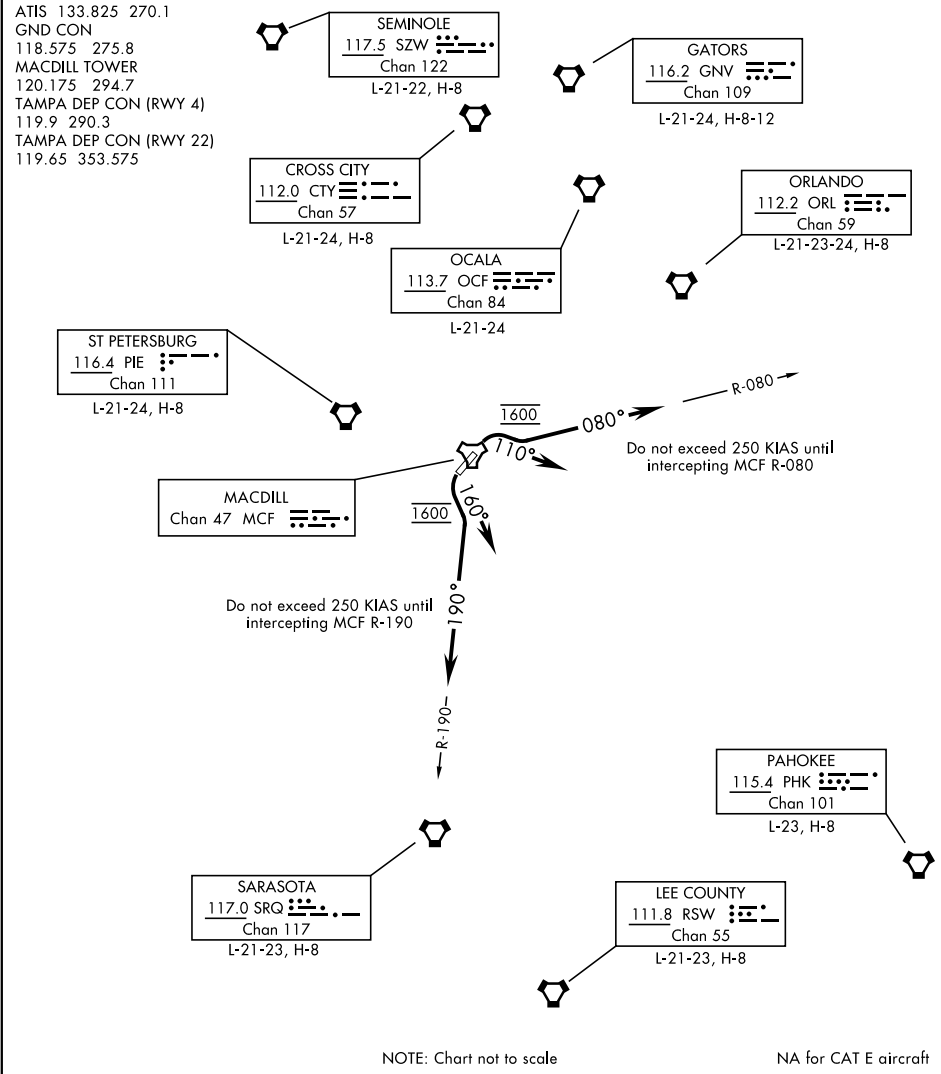 ATIS 133.825 270.1
GND CON
118.575 275.8
MACDILL TOWER
120.175 294.7
TAMPA DEP CON (RWY 4)
119.9 290.3
TAMPA DEP CON (RWY 22)
119.65 353.575
SEMINOLE
117.5 SZW
Chan 122
L-21-22, H-8
GATORS
116.2 GNV
Chan 109
L-21-24, H-8-12
CROSS CITY
112.0 CTY
Chan 57
L-21-24, H-8
ORLANDO
112.2 ORL
Chan 59
L-21-23-24, H-8
OCALA
113.7 OCF
Chan 84
L-21-24
ST PETERSBURG
116.4 PIE
Chan 111
L-21-24, H-8
R-080
1600
080°
110°
Do not exceed 250 KIAS until
intercepting MCF R-080
MACDILL
Chan 47 MCF
1600
160°
Do not exceed 250 KIAS until
intercepting MCF R-190
190°
R-190
PAHOKEE
115.4 PHK
Chan 101
L-23, H-8
SARASOTA
117.0 SRQ
Chan 117
L-21-23, H-8
LEE COUNTY
111.8 RSW
Chan 55
L-21-23, H-8
NOTE: Chart not to scale
NA for CAT E aircraft